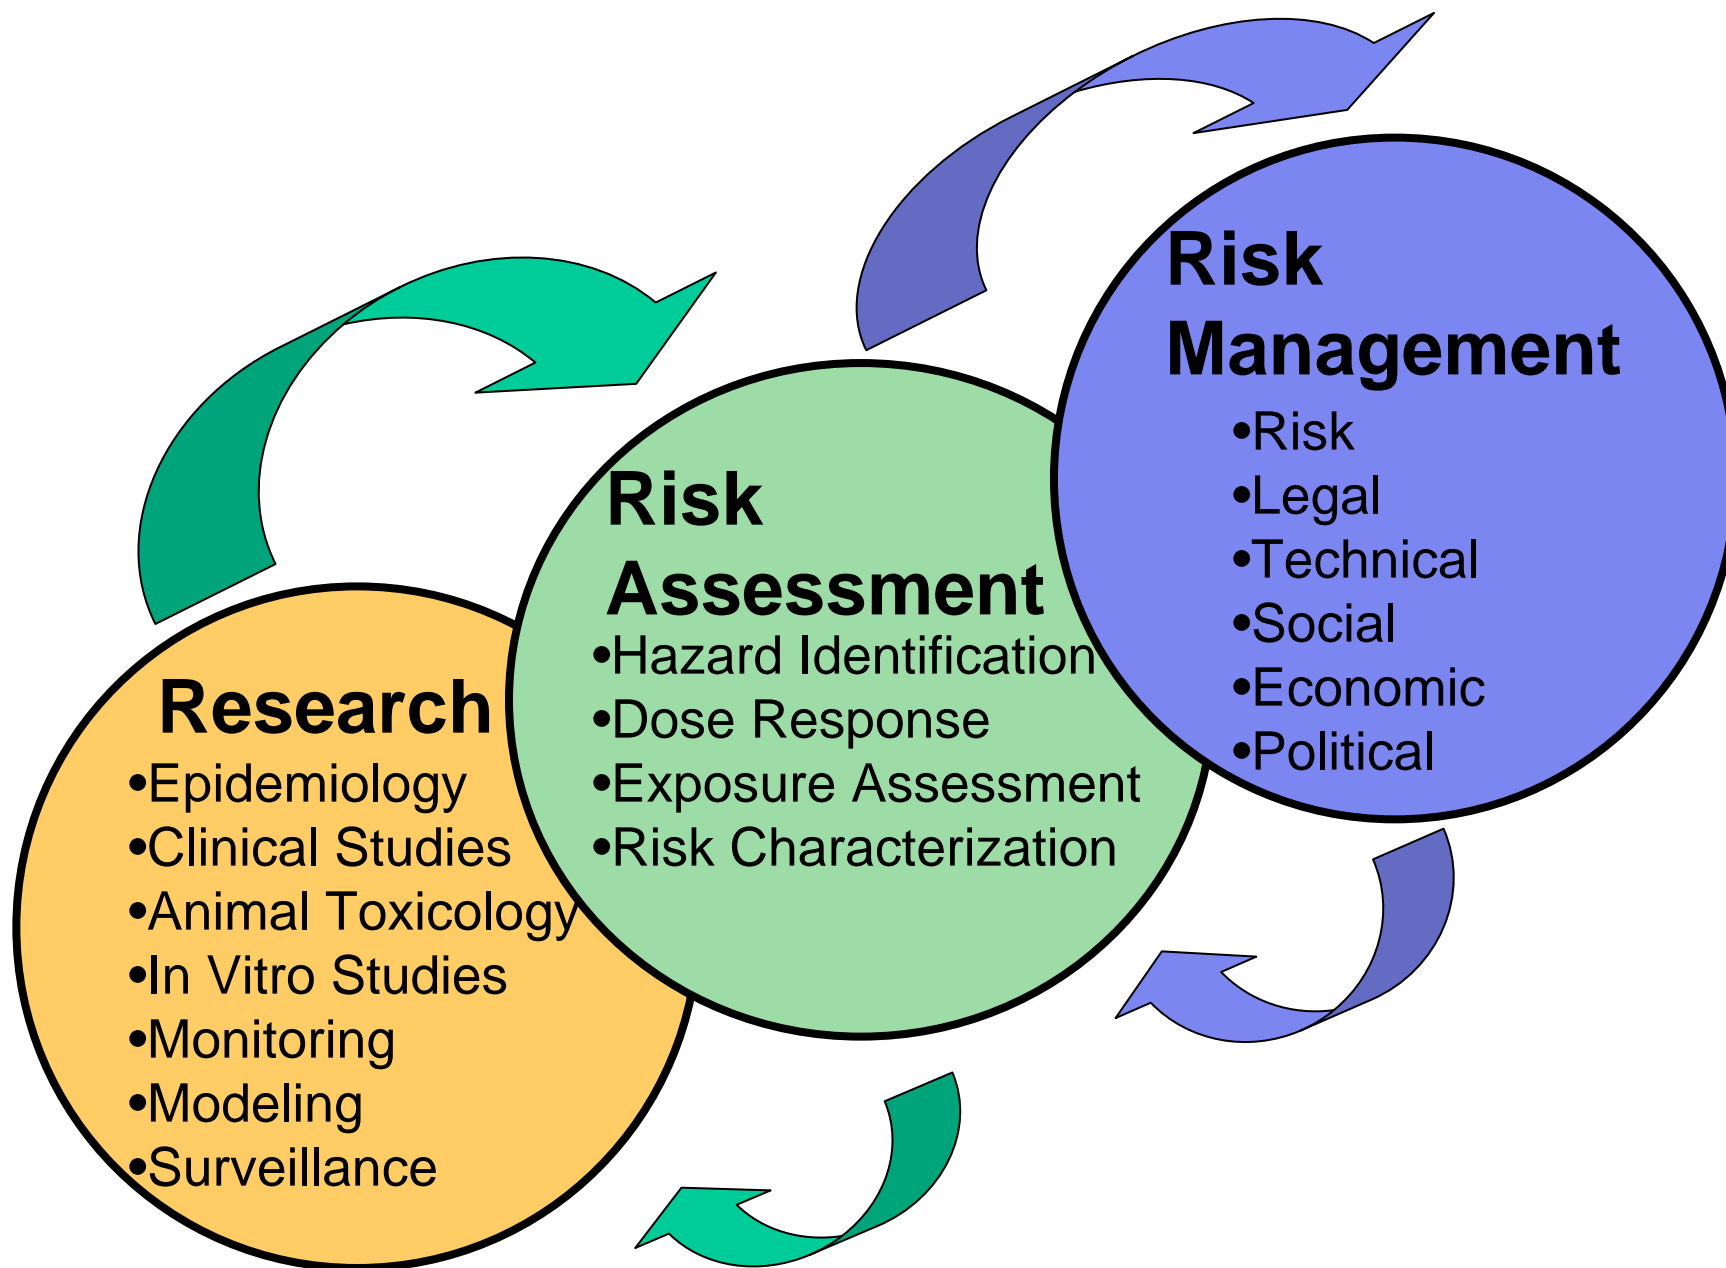 Research
•Epidemiology
•Clinical Studies
•Animal Toxicology
•In Vitro Studies
•Monitoring
•Modeling
•Surveillance
Risk
Assessment
•Hazard Identification
•Dose Response
•Exposure Assessment
•Risk Characterization
Risk
Management
•Risk
•Legal
•Technical
•Social
•Economic
•Political